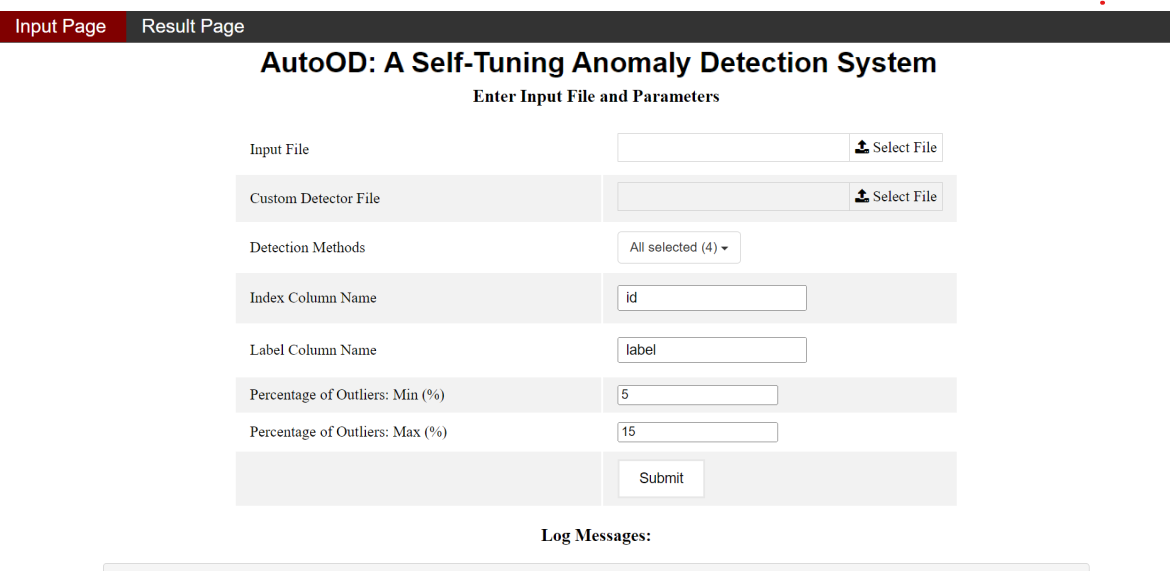 Input Page Result Page
AutoOD: A Self-Tuning Anomaly Detection System
Enter Input File and Parameters
Input File Select File
Custom Detector File Select File
Detection Methods All selected (4)
Index Column Name id
Label Column Name label
Percentage of Outliers: Min (%) 5
Percentage of Outliers: Max (%) 15
Submit
Log Messages: